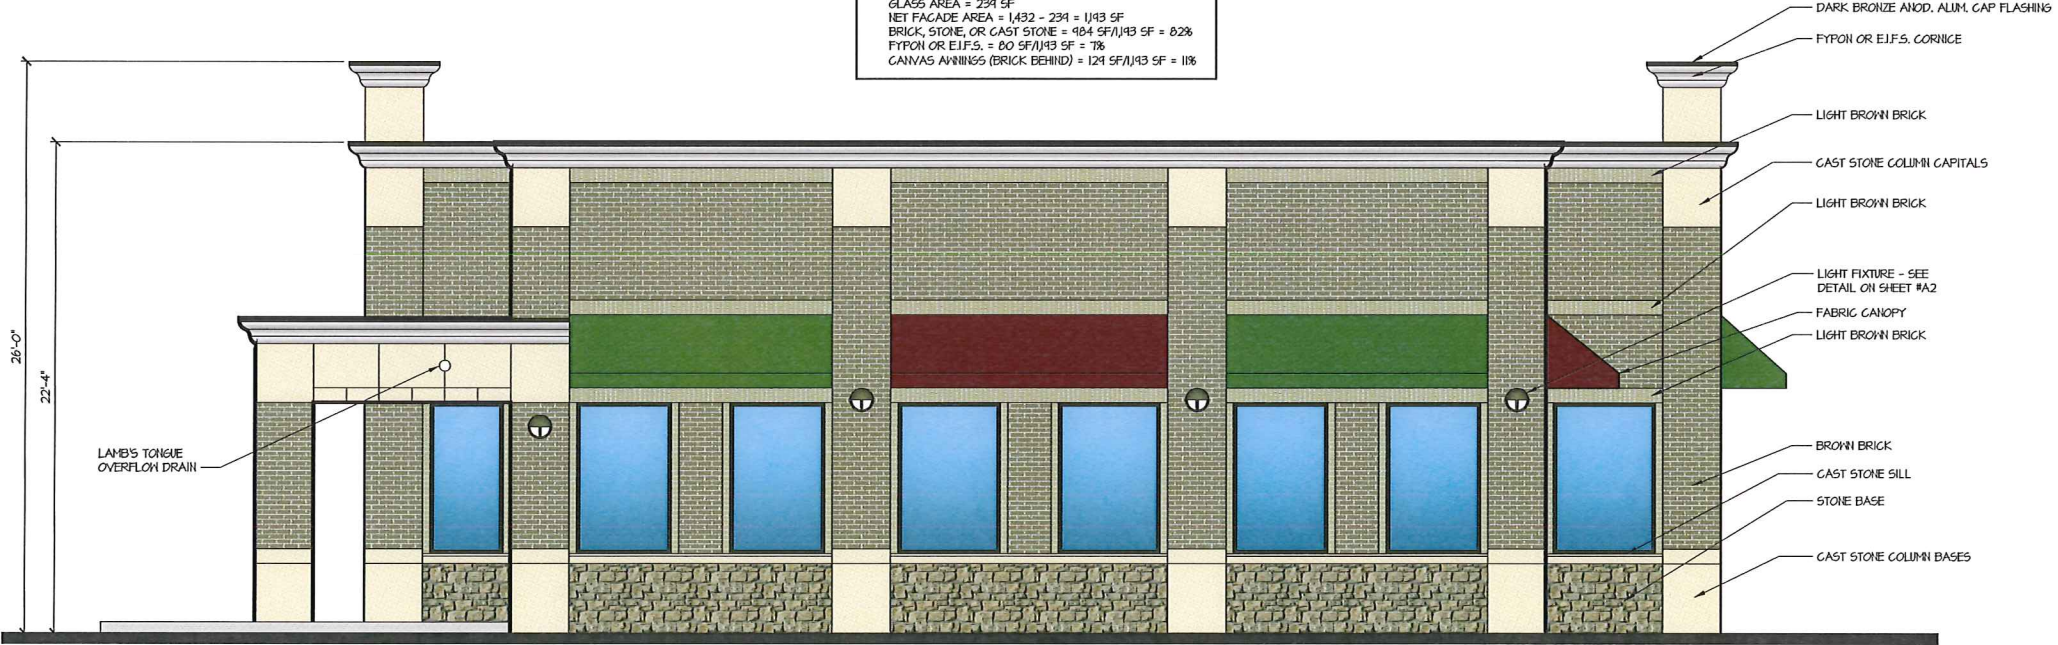 GLASS AREA = 239 SF
NET FACADE AREA = 1,432 - 239 = 1,193 SF
BRICK, STONE, OR CAST STONE = 984 SF/1,193 SF = 82%
FYPON OR E.I.F.S. = 80 SF/1,193 SF = 7%
CANVAS AWNINGS (BRICK BEHIND) = 129 SF/1,193 SF = 11%
DARK BRONZE ANOD. ALUM. CAP FLASHING
FYPON OR E.I.F.S. CORNICE
LIGHT BROWN BRICK
CAST STONE COLUMN CAPITALS
LIGHT BROWN BRICK
LIGHT FIXTURE - SEE
DETAIL ON SHEET #A2
FABRIC CANOPY
LIGHT BROWN BRICK
BROWN BRICK
CAST STONE SILL
STONE BASE
CAST STONE COLUMN BASES
26'-0"
22'-4"
LAMB'S TONGUE
OVERFLOW DRAIN